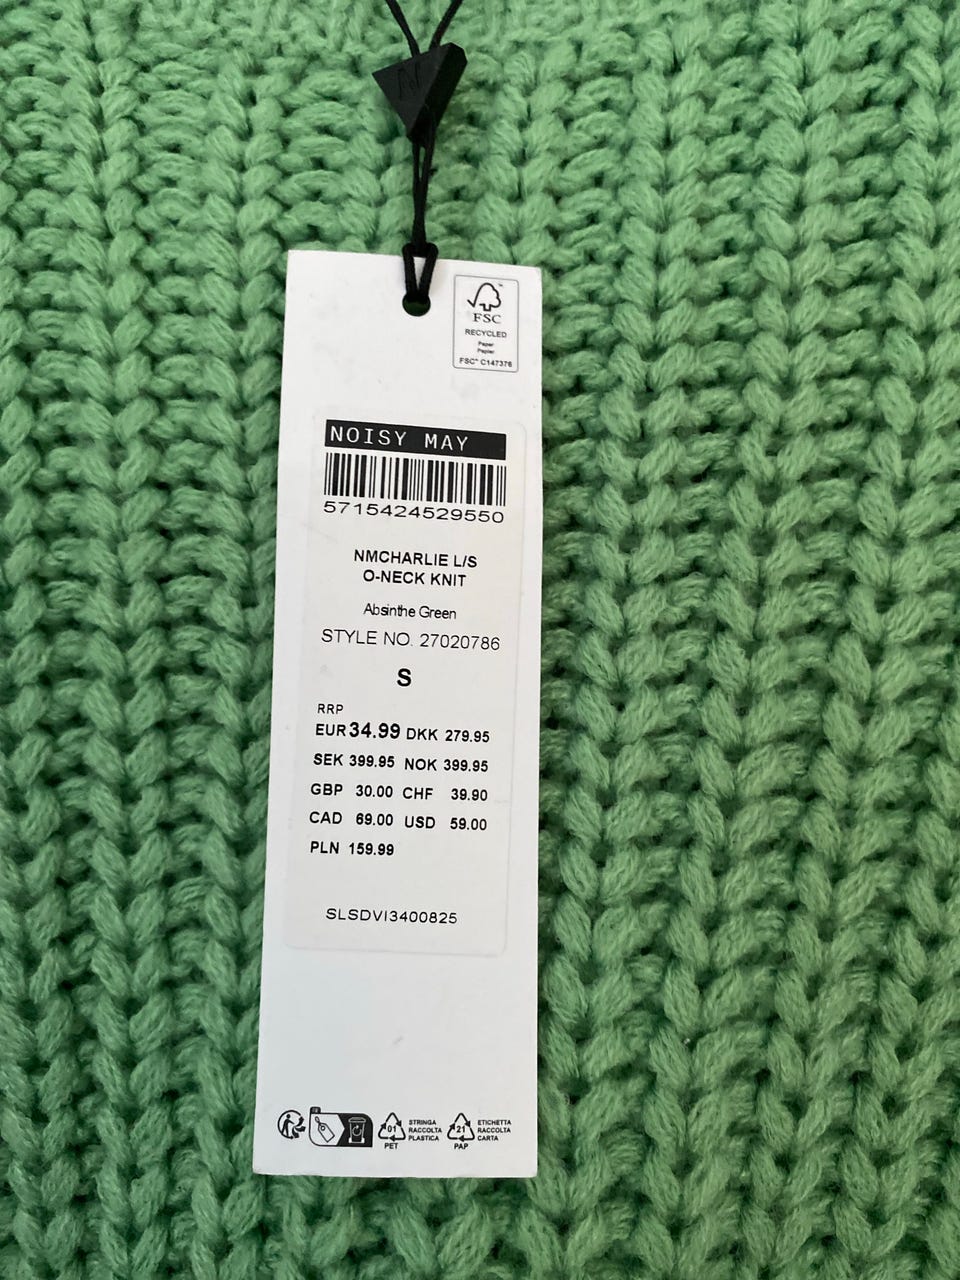 N
FSC
RECYCLED
Paper
Papier
FSC® C147376
NOISY MAY
5715424529550
NMCHARLIE L/S
O-NECK KNIT
Absinthe Green
STYLE NO. 27020786
S
RRP
EUR 34.99 DKK 279.95
SEK 399.95 NOK 399.95
GBP 30.00 CHF 39.90
CAD 69.00 USD 59.00
PLN 159.99
SLSDVI3400825
01
PET
STRINGA
RACCOLTA
PLASTICA
21
PAP
ETICHETTA
RACCOLTA
CARTA